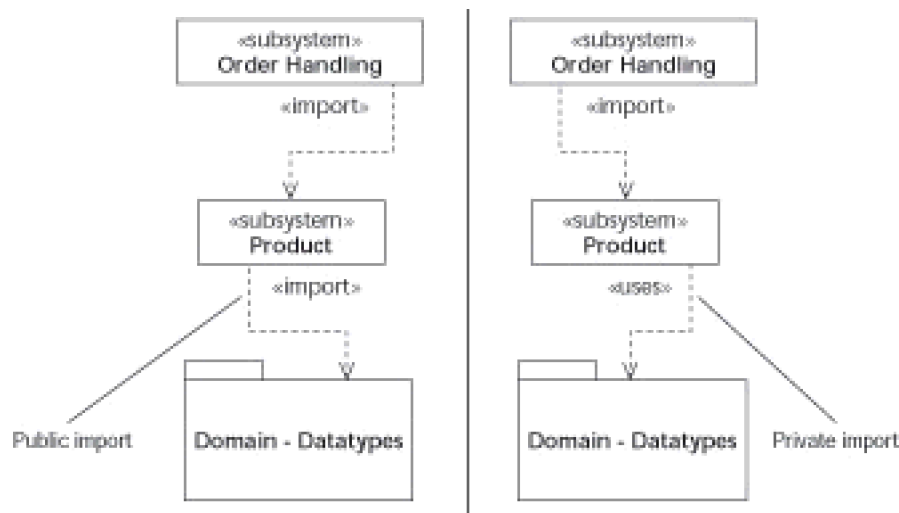 «subsystem»
Order Handling
«import»
«subsystem»
Product
«import»
Domain - Datatypes
Public import
«subsystem»
Order Handling
«import»
«subsystem»
Product
«uses»
Domain - Datatypes
Private import